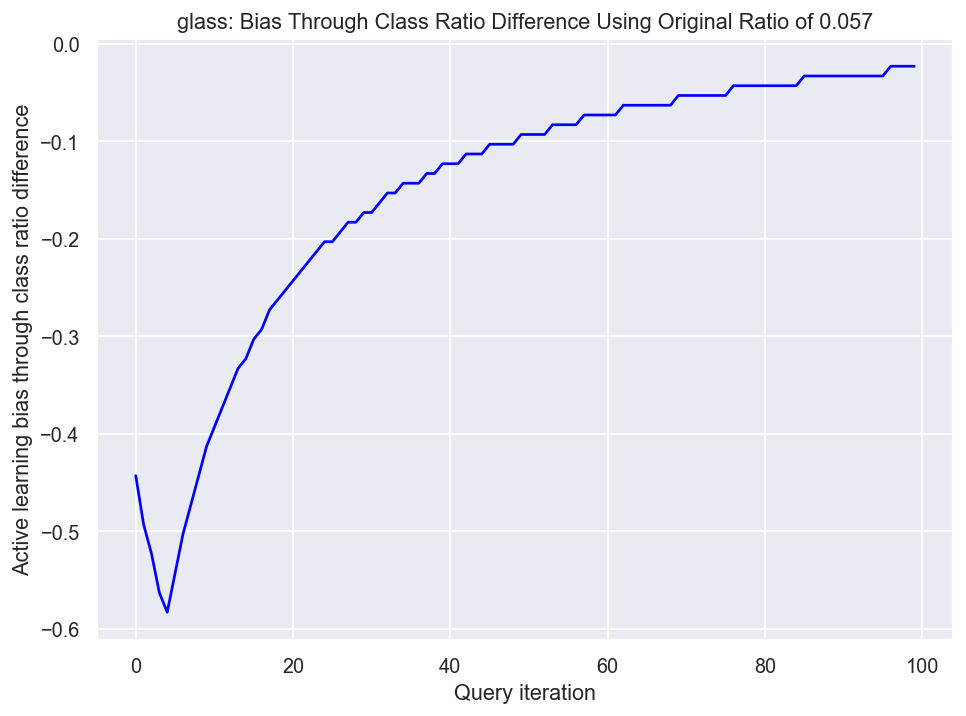 glass: Bias Through Class Ratio Difference Using Original Ratio of 0.057
Active learning bias through class ratio difference
0.0
−0.1
−0.2
−0.3
−0.4
−0.5
−0.6
0 20 40 60 80 100
Query iteration